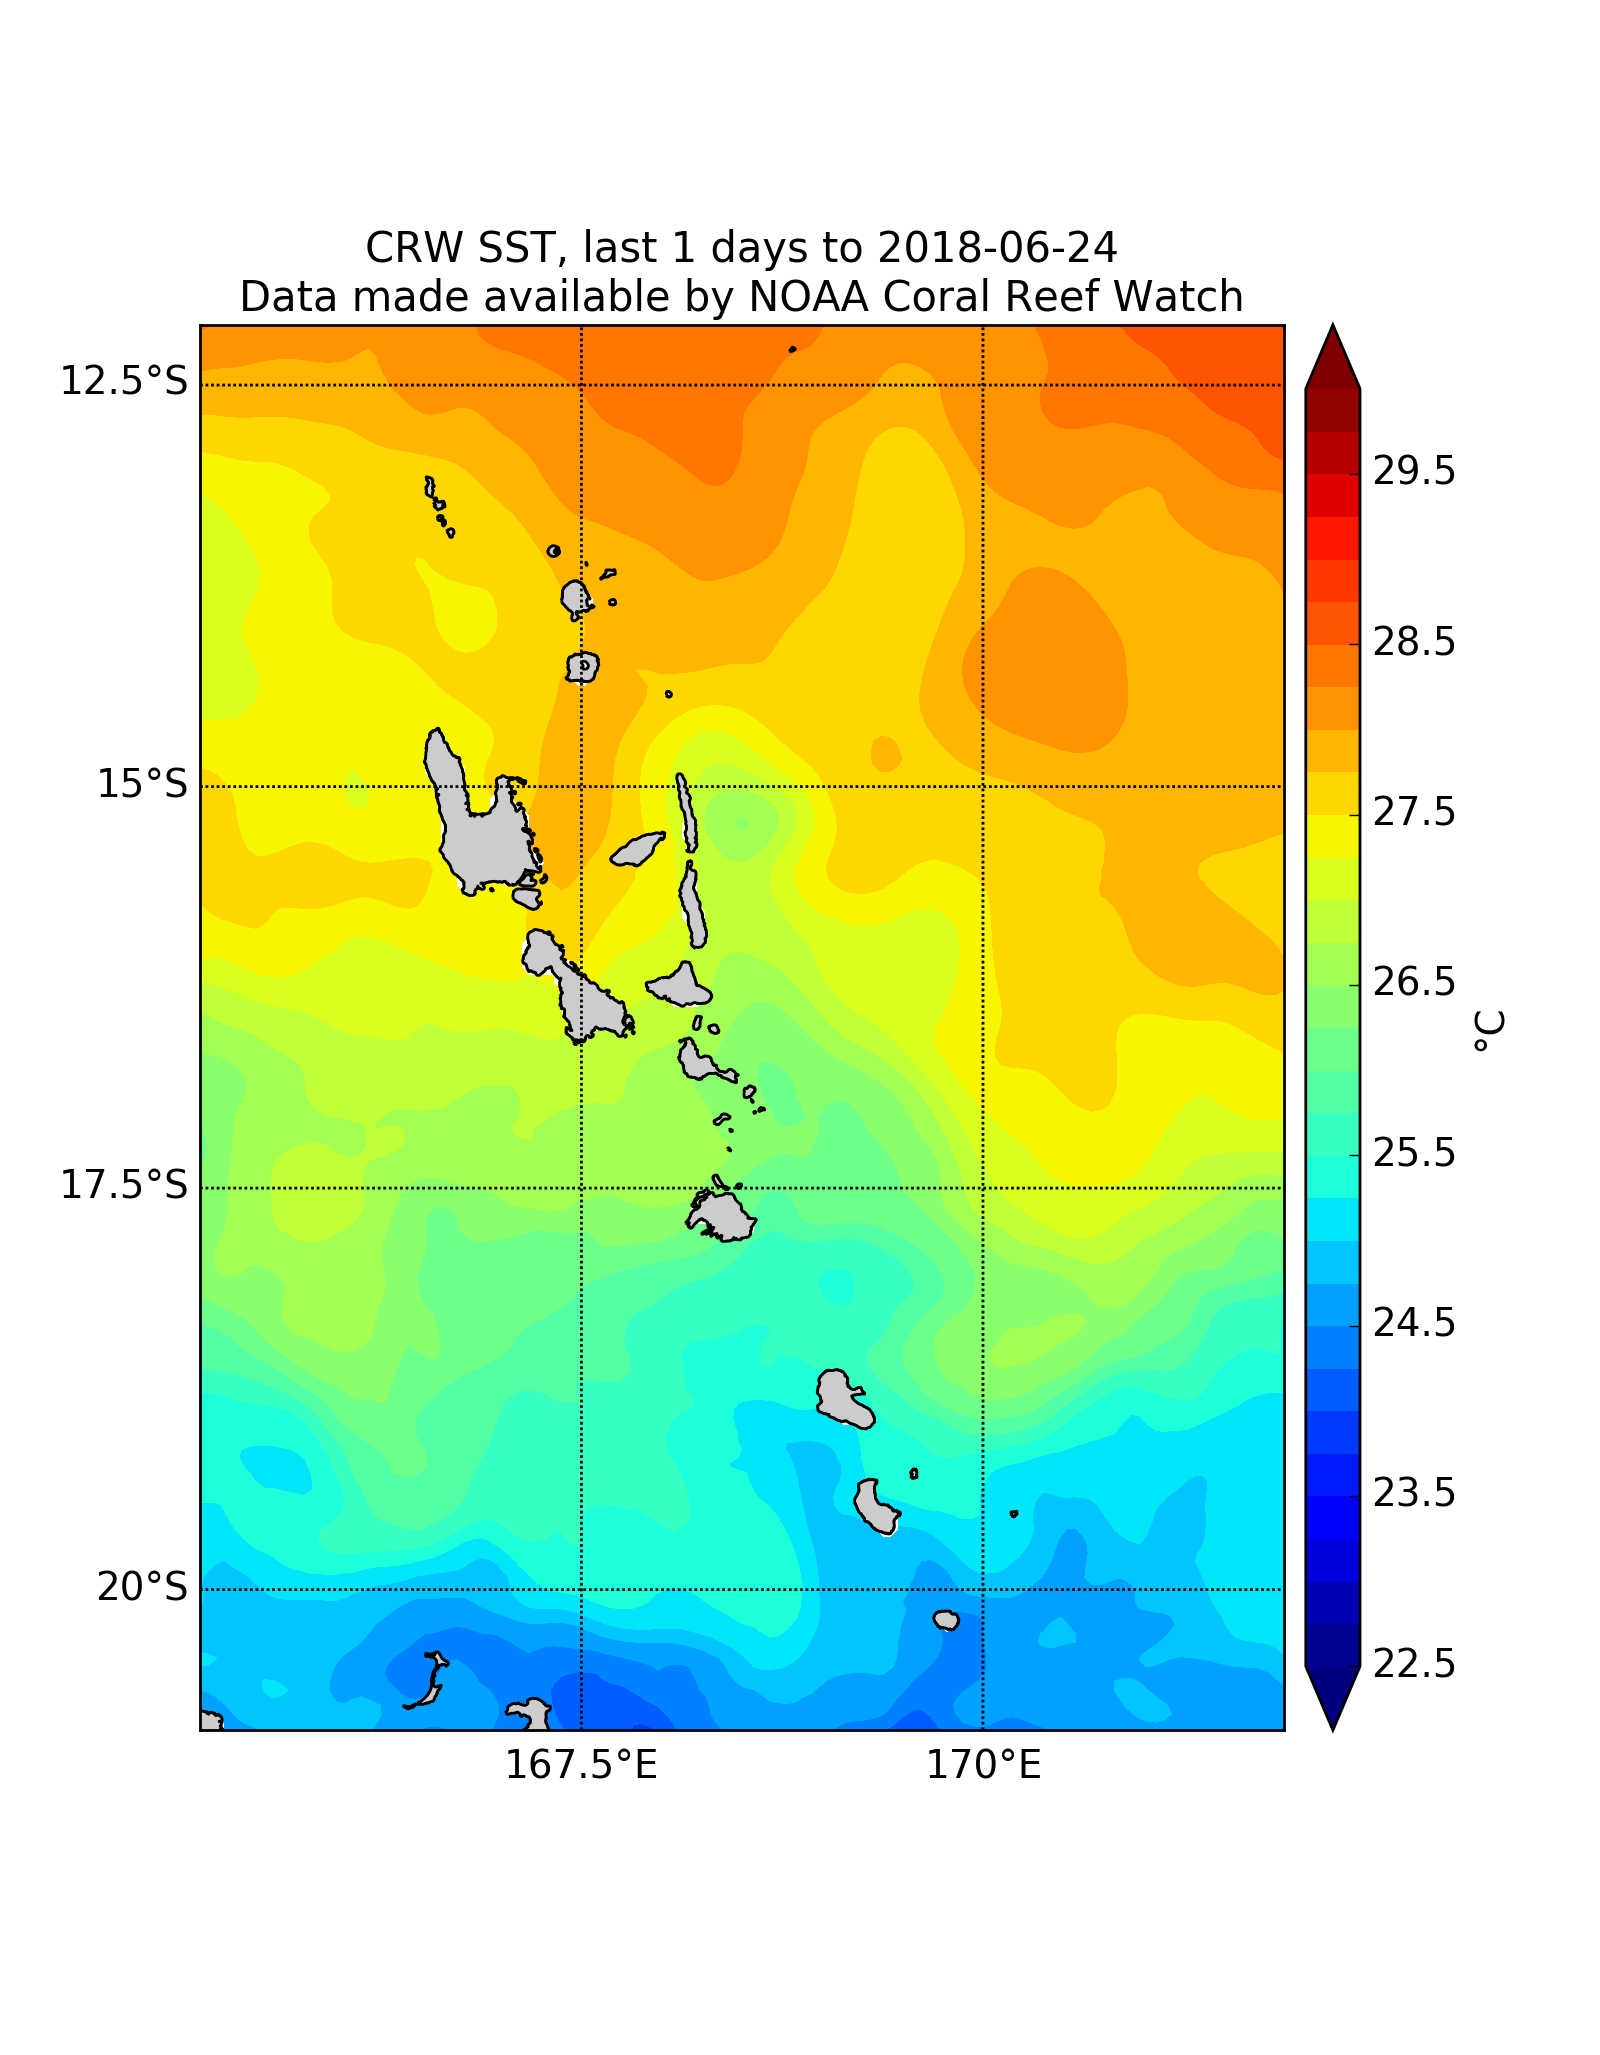 CRW SST, last 1 days to 2018-06-24
Data made available by NOAA Coral Reef Watch
12.5°S
15°S
17.5°S
20°S
167.5°E
170°E
29.5
28.5
27.5
26.5
25.5
24.5
23.5
22.5
°C